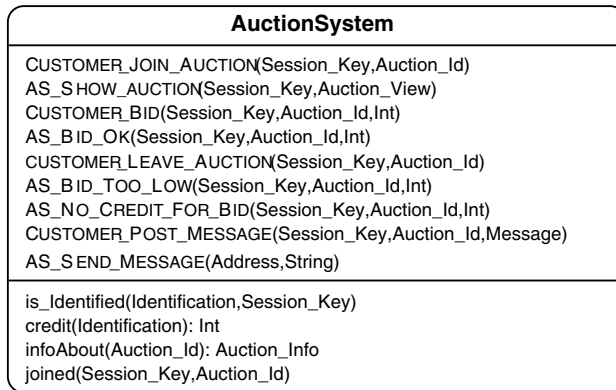 AuctionSystem
CUSTOMER_JOIN_AUCTION(Session_Key,Auction_Id)
AS_SHOW_AUCTION(Session_Key,Auction_View)
CUSTOMER_BID(Session_Key,Auction_Id,Int)
AS_BID_OK(Session_Key,Auction_Id,Int)
CUSTOMER_LEAVE_AUCTION(Session_Key,Auction_Id)
AS_BID_TOO_LOW(Session_Key,Auction_Id,Int)
AS_NO_CREDIT_FOR_BID(Session_Key,Auction_Id,Int)
CUSTOMER_POST_MESSAGE(Session_Key,Auction_Id,Message)
AS_SEND_MESSAGE(Address,String)
is_Identified(Identification,Session_Key)
credit(Identification): Int
infoAbout(Auction_Id): Auction_Info
joined(Session_Key,Auction_Id)